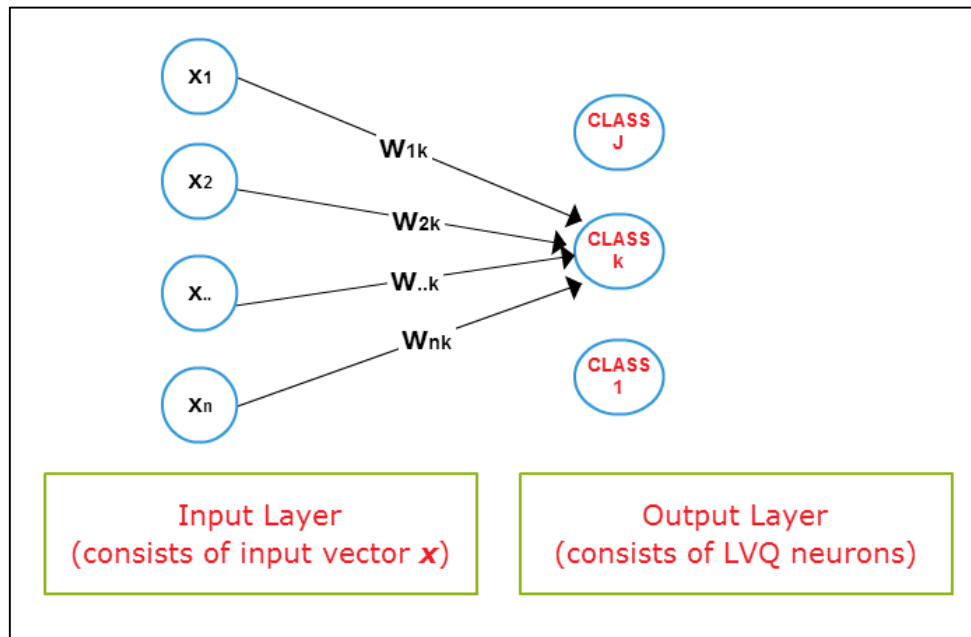 x1
CLASS
J
W1k
x2
W2k
CLASS
k
x..
W..k
Wnk
CLASS
1
xn
Input Layer
(consists of input vector x)
Output Layer
(consists of LVQ neurons)